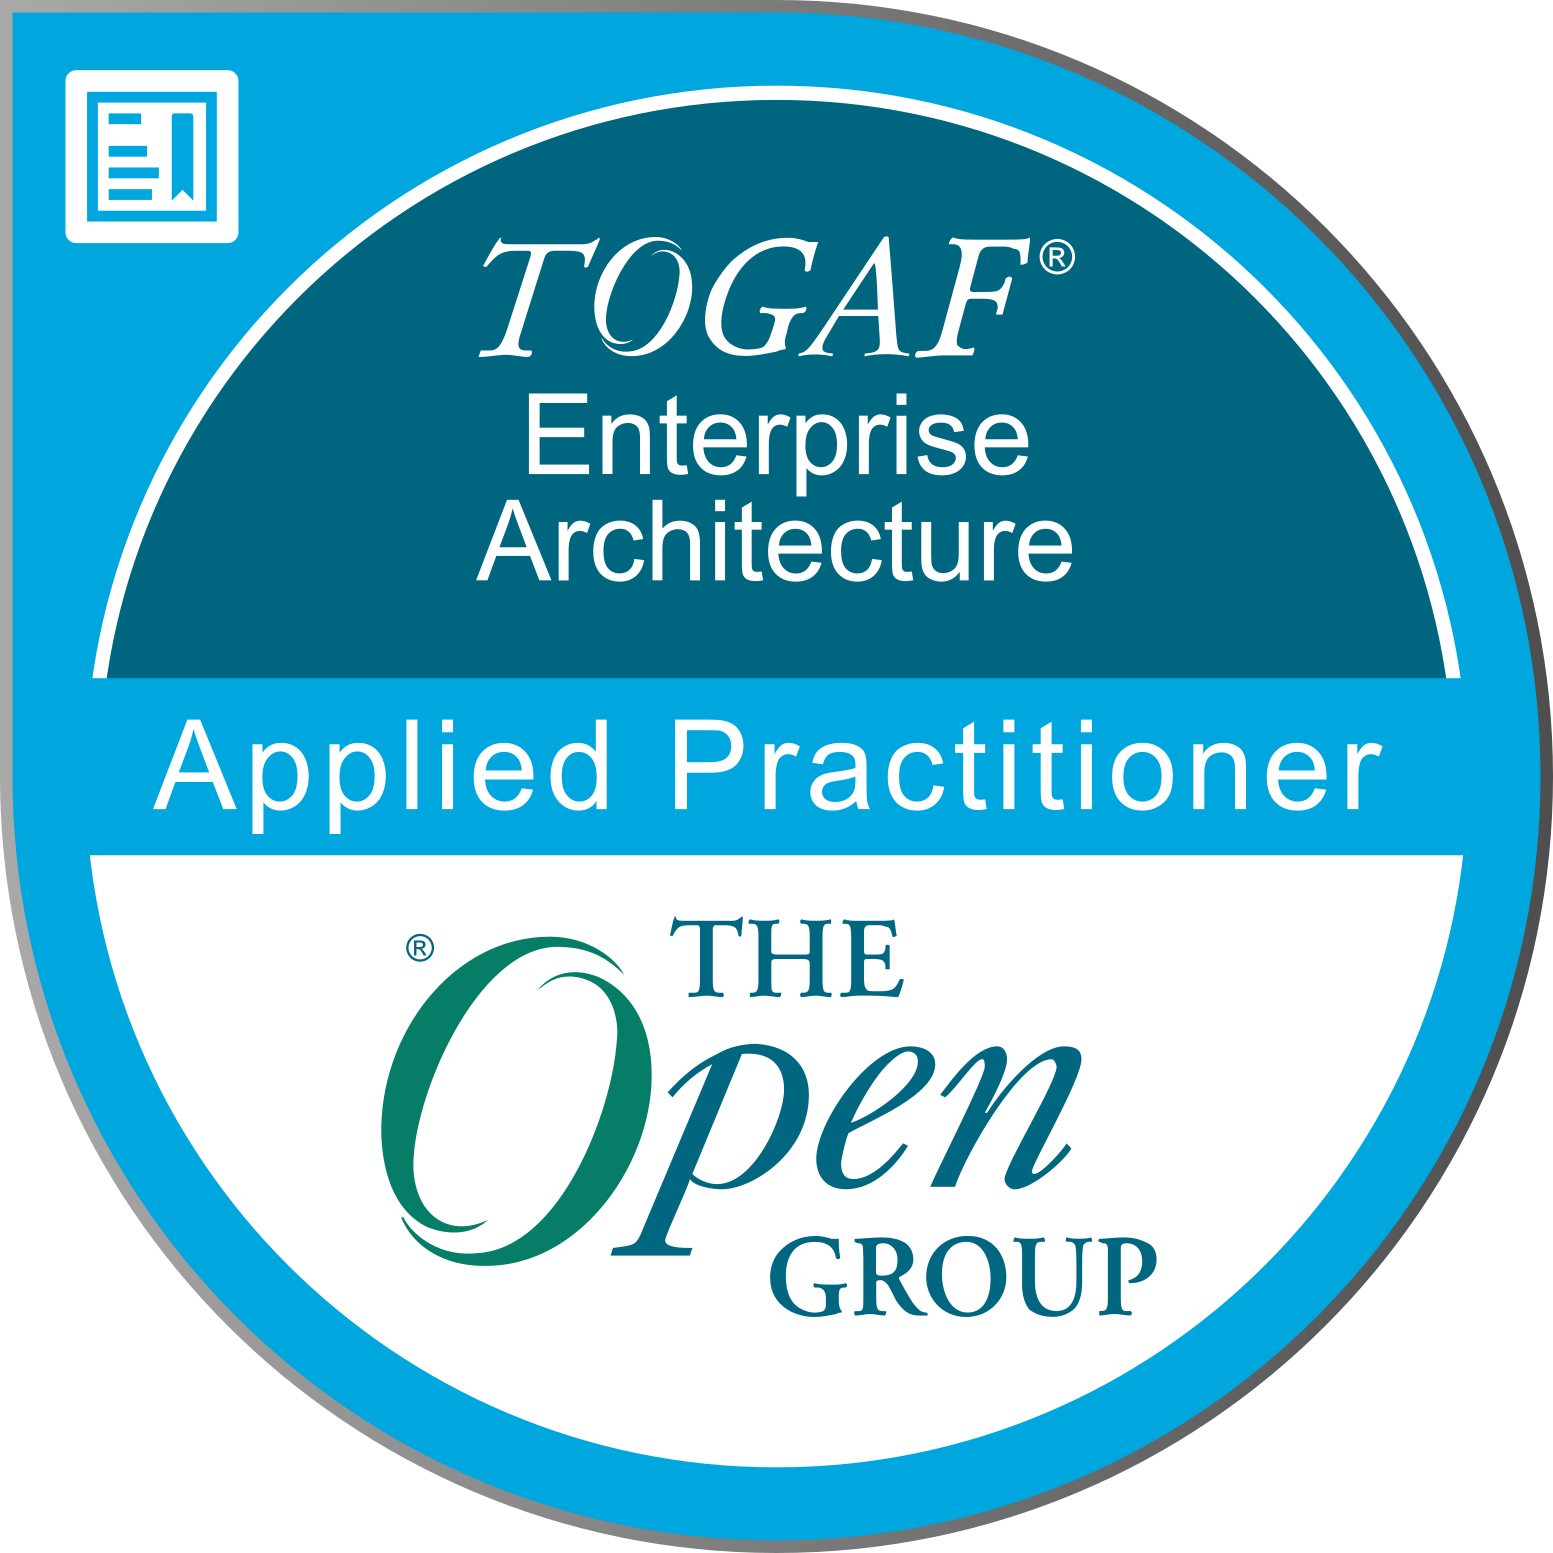 TOGAF®
Enterprise
Architecture
Applied Practitioner
® THE
Open
GROUP